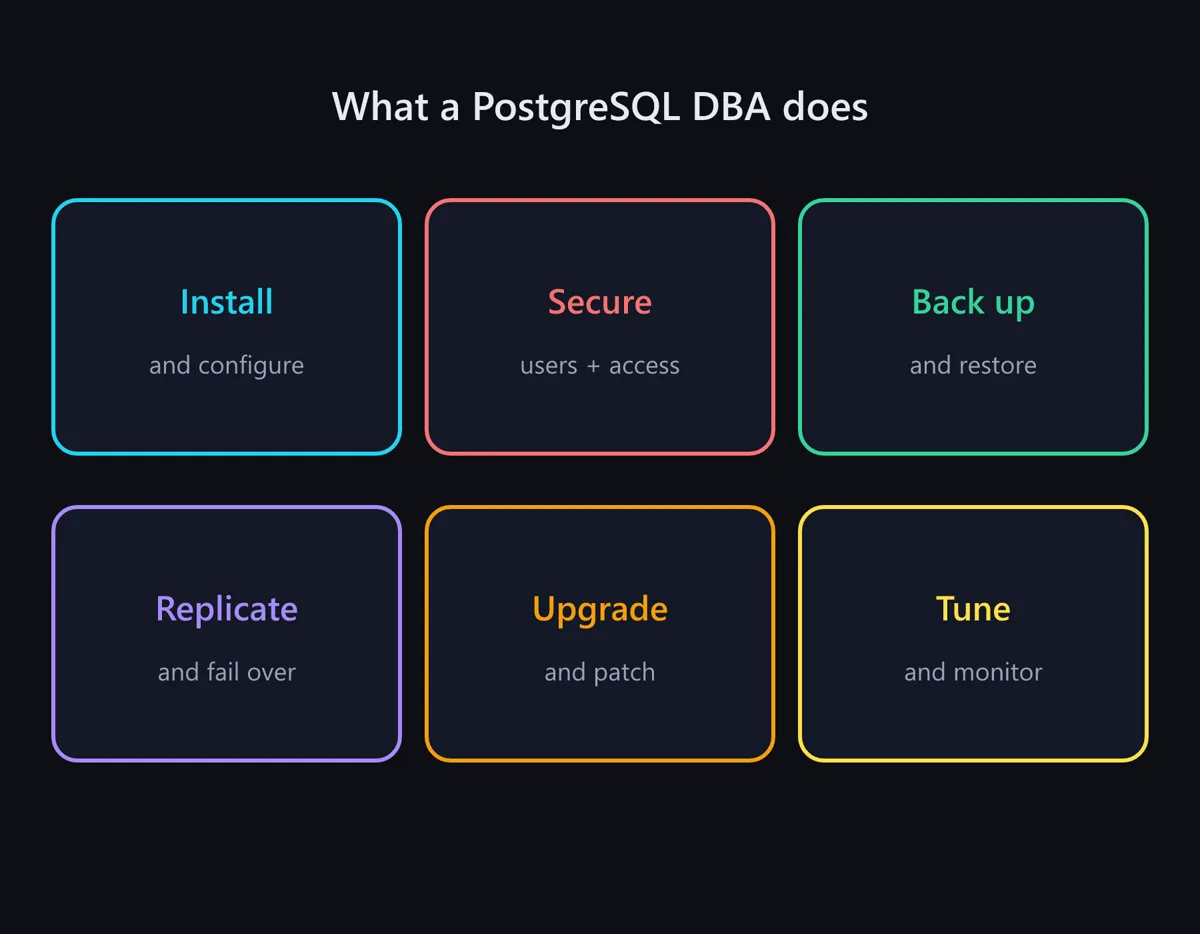 What a PostgreSQL DBA does
Install
and configure
Secure
users + access
Back up
and restore
Replicate
and fail over
Upgrade
and patch
Tune
and monitor